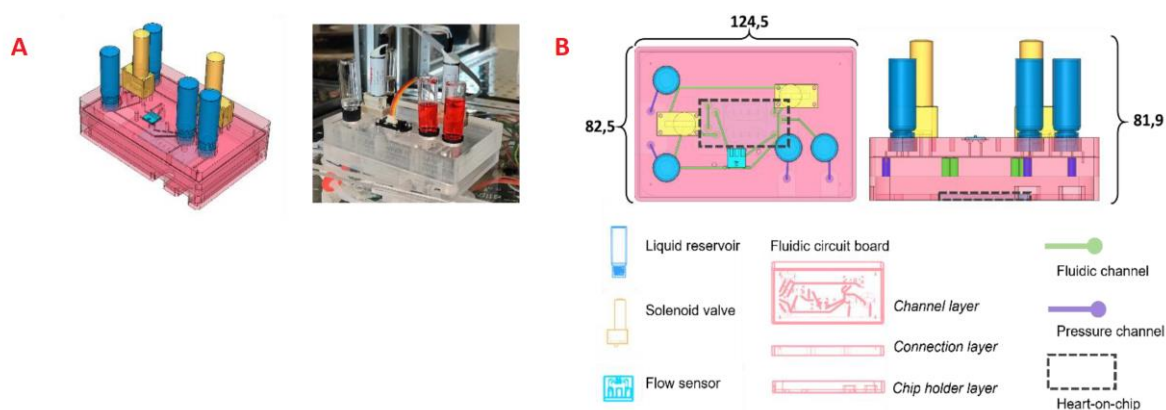 A
B
124,5
82,5
81,9
Liquid reservoir
Fluidic circuit board
Fluidic channel
Solenoid valve
Channel layer
Pressure channel
Connection layer
Flow sensor
Chip holder layer
Heart-on-chip